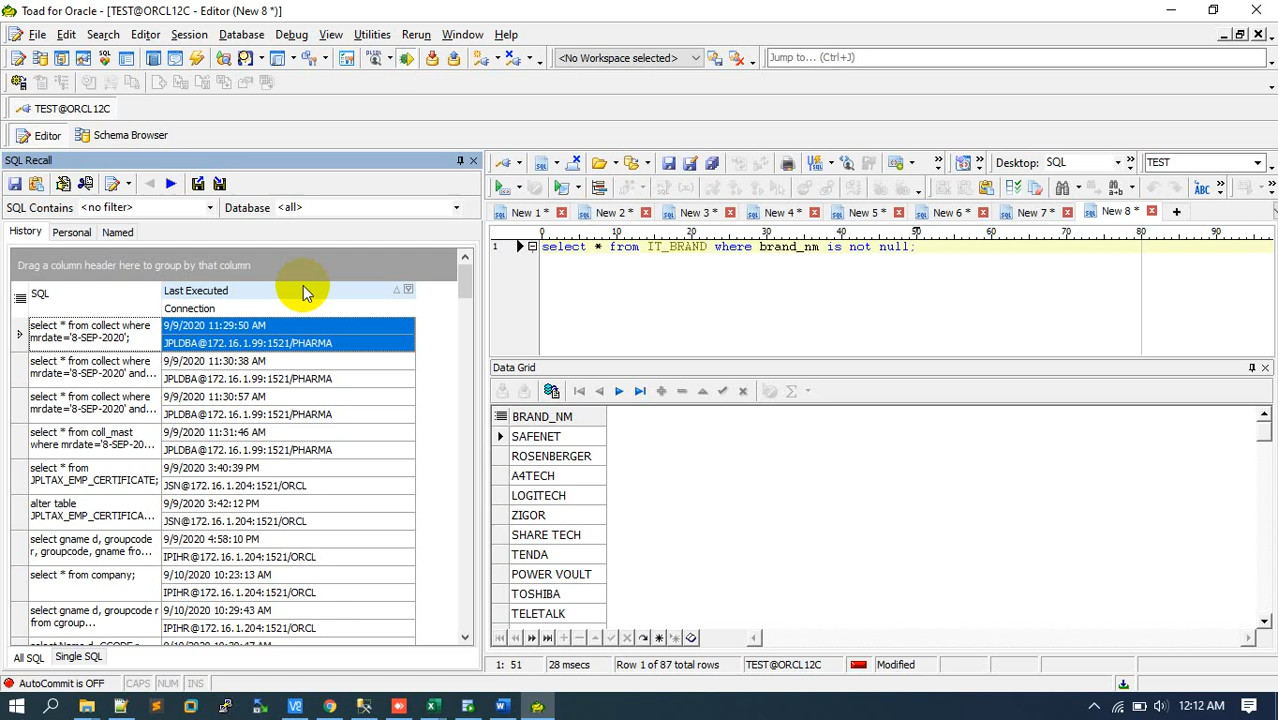 Toad for Oracle - [TEST@ORCL12C - Editor (New 8 *)]
File Edit Search Editor Session Database Debug View Utilities Rerun Window Help
<No Workspace selected> Jump to... (Ctrl+J)
TEST@ORCL12C
Editor Schema Browser
SQL Recall
Desktop: SQL TEST
SQL Contains <no filter> Database <all>
New 1 * New 2 * New 3 * New 4 * New 5 * New 6 * New 7 * New 8 *
History Personal Named
0 10 20 30 40 50 60 70 80 90
1 select * from IT_BRAND where brand_nm is not null;
Drag a column header here to group by that column
SQL Last Executed
Connection
select * from collect where mrdate='8-SEP-2020'; 9/9/2020 11:29:50 AM
JPLDBA@172.16.1.99:1521/PHARMA
select * from collect where mrdate='8-SEP-2020' and... 9/9/2020 11:30:38 AM
JPLDBA@172.16.1.99:1521/PHARMA
select * from collect where mrdate='8-SEP-2020' and... 9/9/2020 11:30:57 AM
JPLDBA@172.16.1.99:1521/PHARMA
select * from coll_mast where mrdate='8-SEP-20... 9/9/2020 11:31:46 AM
JPLDBA@172.16.1.99:1521/PHARMA
select * from JPLTAX_EMP_CERTIFICATE; 9/9/2020 3:40:39 PM
JSN@172.16.1.204:1521/ORCL
alter table JPLTAX_EMP_CERTIFICA... 9/9/2020 3:42:12 PM
JSN@172.16.1.204:1521/ORCL
select gname d, groupcode r, groupcode, gname fro... 9/9/2020 4:58:10 PM
IPIHR@172.16.1.204:1521/ORCL
select * from company; 9/10/2020 10:23:13 AM
IPIHR@172.16.1.204:1521/ORCL
select gname d, groupcode r from cgroup... 9/10/2020 10:29:43 AM
IPIHR@172.16.1.204:1521/ORCL
All SQL Single SQL
Data Grid
BRAND_NM
SAFENET
ROSENBERGER
A4TECH
LOGITECH
ZIGOR
SHARE TECH
TENDA
POWER VOULT
TOSHIBA
TELETALK
1: 51 28 msecs Row 1 of 87 total rows TEST@ORCL12C Modified
AutoCommit is OFF CAPS NUM INS
12:12 AM